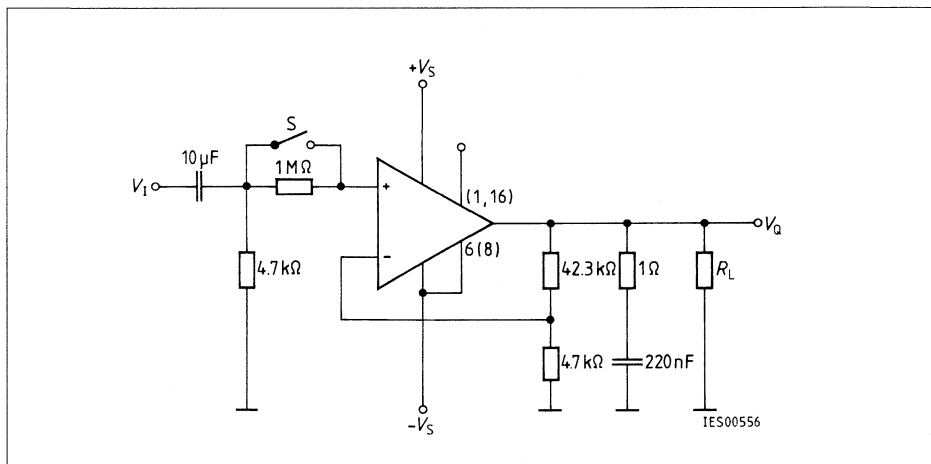 +VS
S
10 µF
1 MΩ
VI
+
(1, 16)
VQ
-
6(8)
4.7 kΩ
42.3 kΩ
1 Ω
RL
4.7 kΩ
220 nF
-VS
IES00556